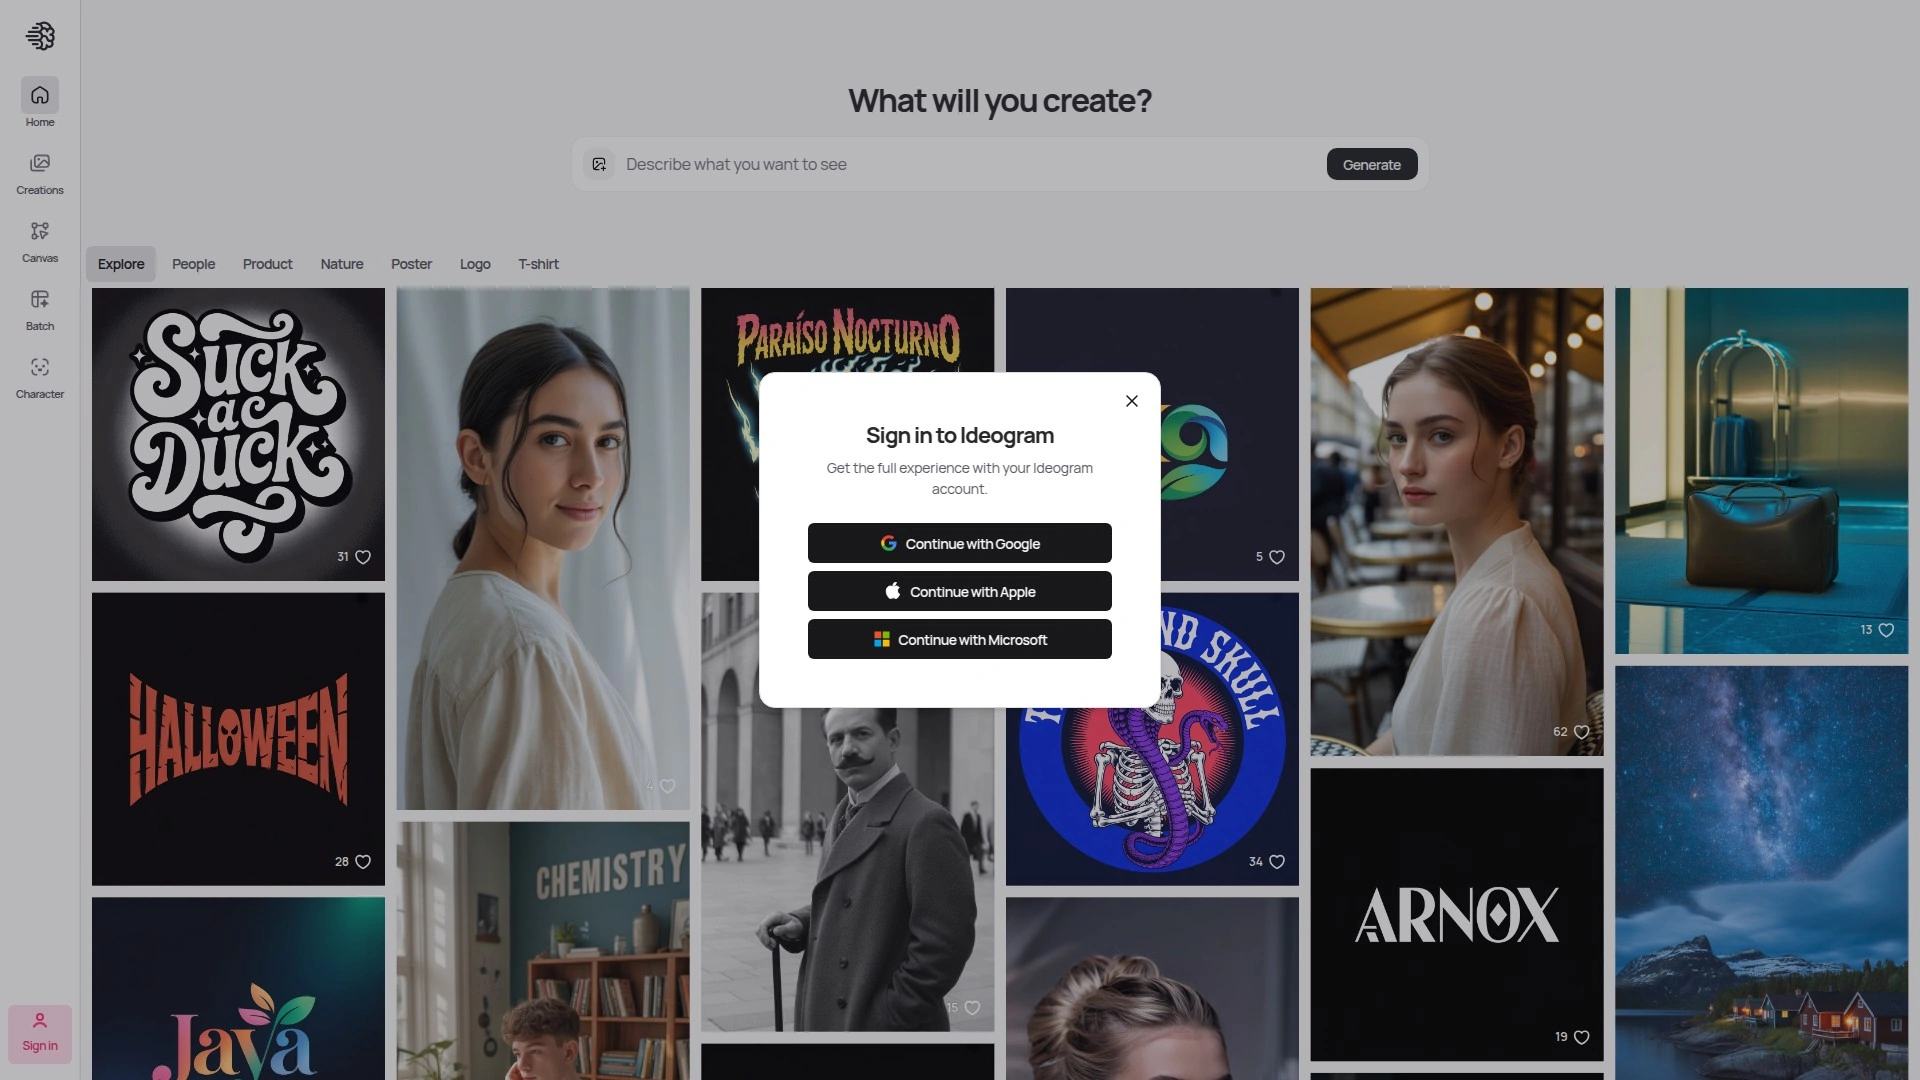 What will you create?
Describe what you want to see
Generate
Home
Creations
Canvas
Batch
Character
Sign in
Explore
People
Product
Nature
Poster
Logo
T-shirt
Suck
a
Duck
31
4
PARAÍSO NOCTURNO
5
62
13
HALLOWEEN
28
CHEMISTRY
15
ND SKULL
34
ARNOX
19
Java
Sign in to Ideogram
Get the full experience with your Ideogram
account.
Continue with Google
Continue with Apple
Continue with Microsoft